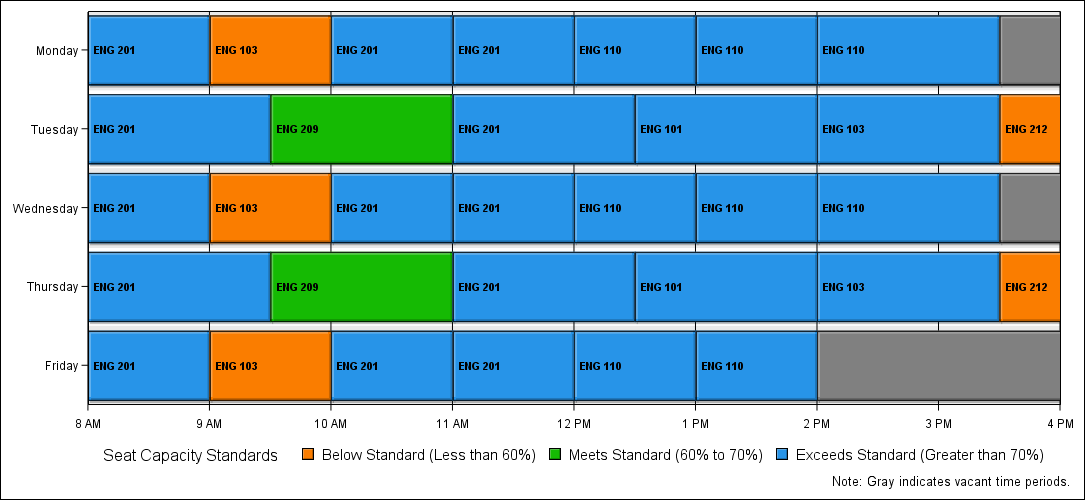 Monday ENG 201 ENG 103 ENG 201 ENG 201 ENG 110 ENG 110 ENG 110
Tuesday ENG 201 ENG 209 ENG 201 ENG 101 ENG 103 ENG 212
Wednesday ENG 201 ENG 103 ENG 201 ENG 201 ENG 110 ENG 110 ENG 110
Thursday ENG 201 ENG 209 ENG 201 ENG 101 ENG 103 ENG 212
Friday ENG 201 ENG 103 ENG 201 ENG 201 ENG 110 ENG 110
8 AM 9 AM 10 AM 11 AM 12 PM 1 PM 2 PM 3 PM 4 PM
Seat Capacity Standards Below Standard (Less than 60%) Meets Standard (60% to 70%) Exceeds Standard (Greater than 70%)
Note: Gray indicates vacant time periods.